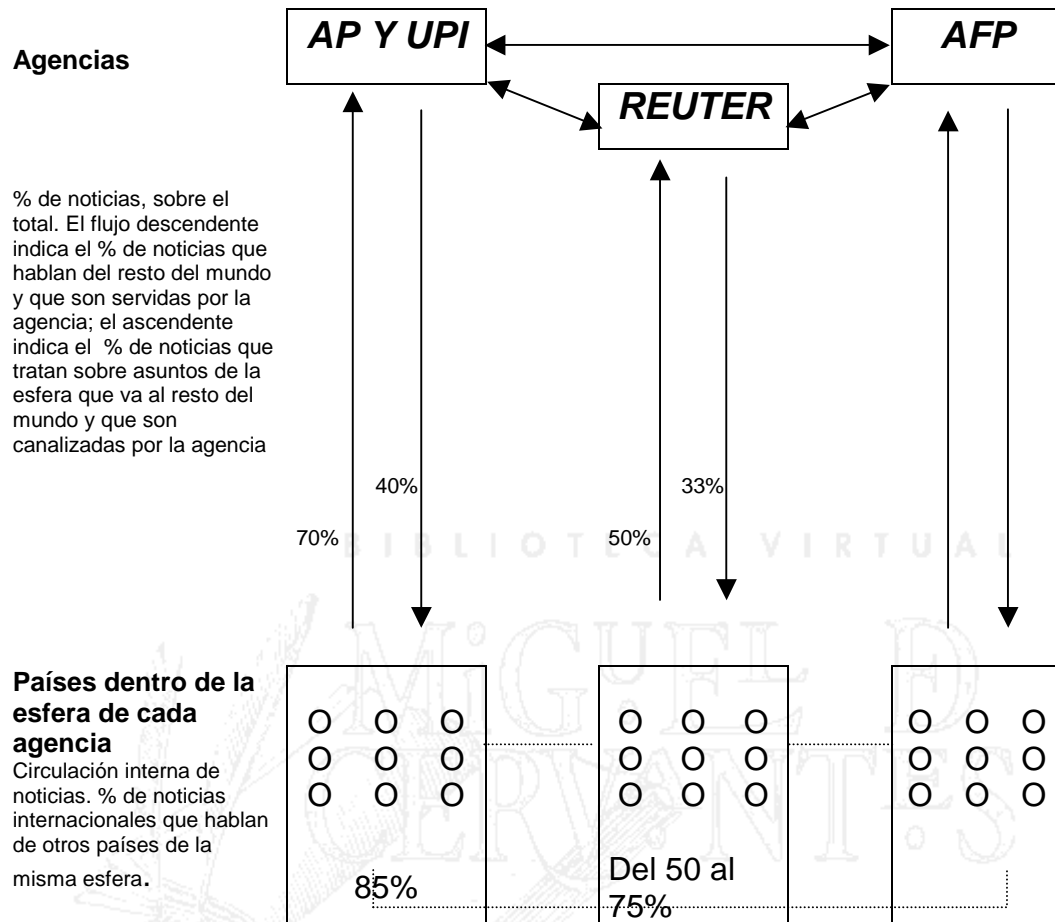 AP Y UPI
AFP
Agencias
REUTER
% de noticias, sobre el
total. El flujo descendente
indica el % de noticias que
hablan del resto del mundo
y que son servidas por la
agencia; el ascendente
indica el % de noticias que
tratan sobre asuntos de la
esfera que va al resto del
mundo y que son
canalizadas por la agencia
40%
33%
70%
50%
BIBLIOTECA VIRTUAL
MIGUEL DE
CERVANTES
Países dentro de la
esfera de cada
agencia
Circulación interna de
noticias. % de noticias
internacionales que hablan
de otros países de la
misma esfera.
O O O
O O O
O O O
85%
O O O
O O O
O O O
Del 50 al
75%
O O O
O O O
O O O